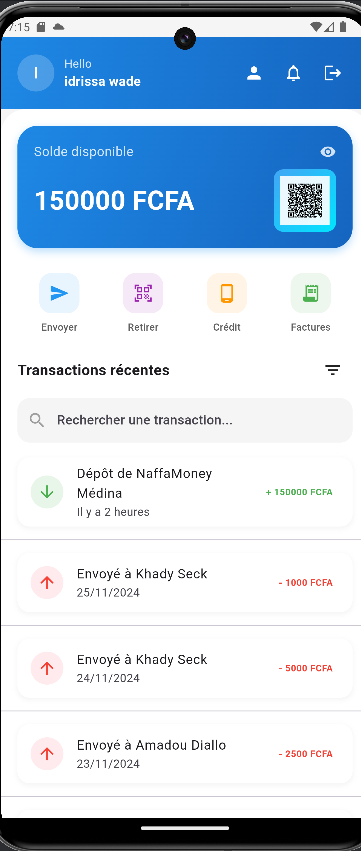 7:15
I
Hello
idrissa wade
Solde disponible
150000 FCFA
Envoyer
Retirer
Crédit
Factures
Transactions récentes
Rechercher une transaction...
Dépôt de NaffaMoney
Médina
Il y a 2 heures
+ 150000 FCFA
Envoyé à Khady Seck
25/11/2024
- 1000 FCFA
Envoyé à Khady Seck
24/11/2024
- 5000 FCFA
Envoyé à Amadou Diallo
23/11/2024
- 2500 FCFA